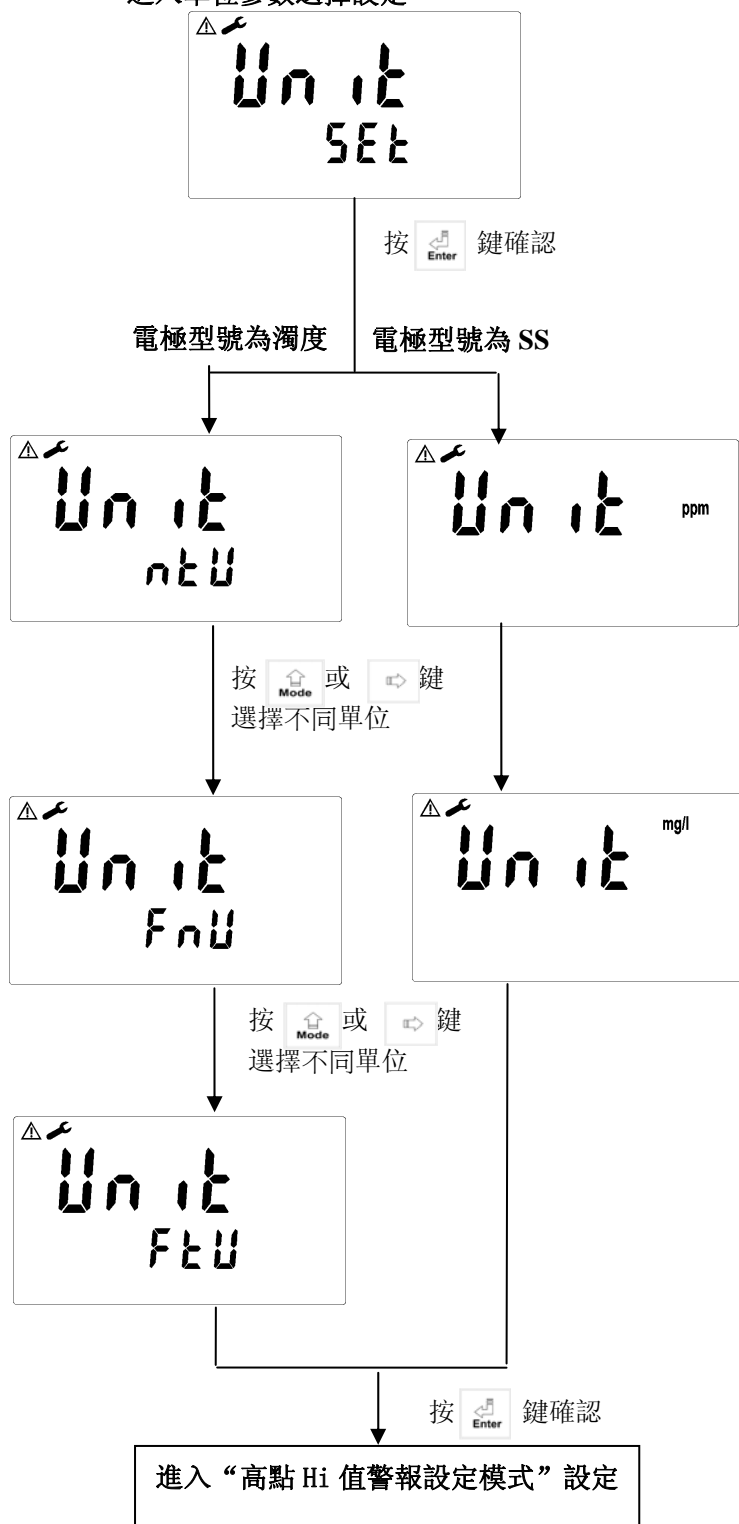 進入單位參數選擇設定
Unit
SEt
按 Enter 鍵確認
電極型號為濁度
電極型號為 SS
Unit
ntU
Unit ppm
按 Mode 或 鍵
選擇不同單位
Unit
FnU
Unit mg/l
按 Mode 或 鍵
選擇不同單位
Unit
FtU
按 Enter 鍵確認
進入“高點 Hi 值警報設定模式”設定